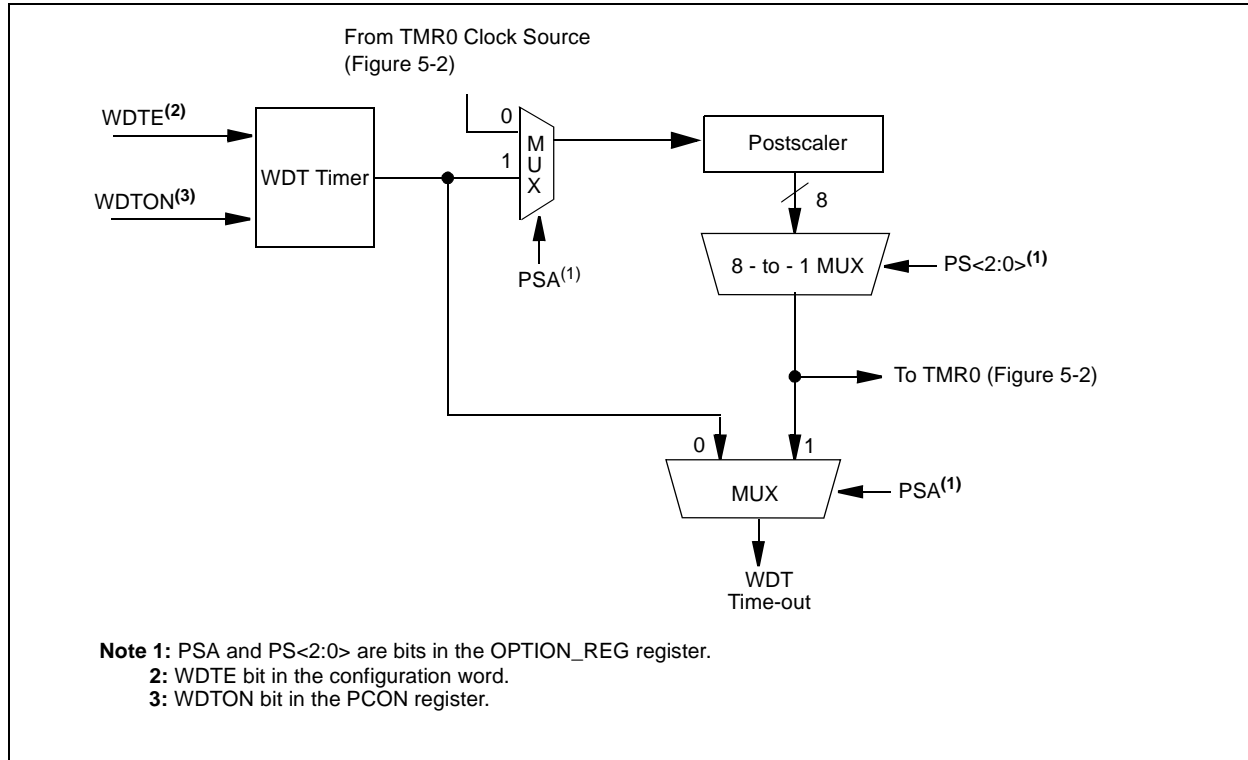 From TMR0 Clock Source
(Figure 5-2)
WDTE(2)
0
M
U
X
Postscaler
1
WDT Timer
WDTON(3)
8
PSA(1)
8 - to - 1 MUX
PS<2:0>(1)
To TMR0 (Figure 5-2)
0
1
MUX
PSA(1)
WDT
Time-out
Note 1: PSA and PS<2:0> are bits in the OPTION_REG register.
2: WDTE bit in the configuration word.
3: WDTON bit in the PCON register.